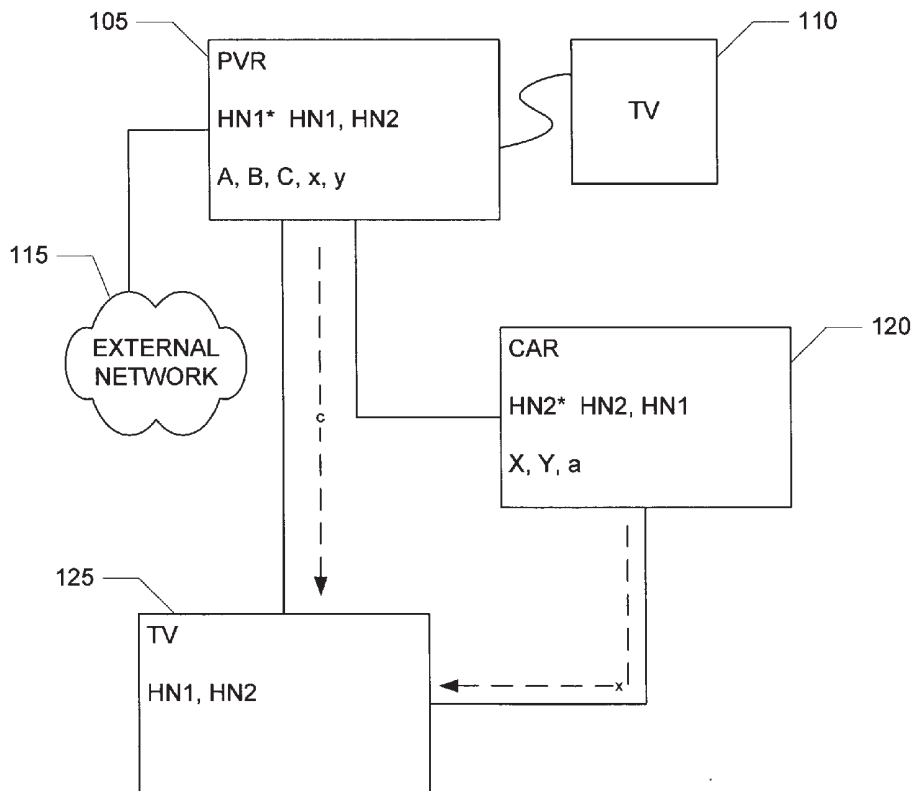 105
110
PVR
HN1* HN1, HN2
A, B, C, x, y
TV
115
EXTERNAL
NETWORK
120
CAR
HN2* HN2, HN1
X, Y, a
c
125
TV
HN1, HN2
x